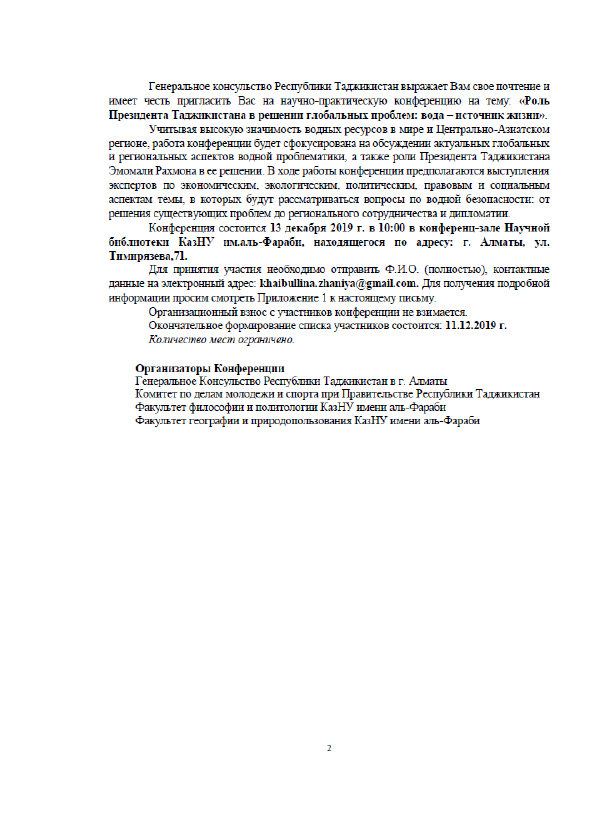 Генеральное консульство Республики Таджикистан выражает Вам свое почтение и
имеет честь пригласить Вас на научно-практическую конференцию на тему: «Роль
Президента Таджикистана в решении глобальных проблем: вода – источник жизни».
Учитывая высокую значимость водных ресурсов в мире и Центрально-Азиатском
регионе, работа конференции будет сфокусирована на обсуждении актуальных глобальных
и региональных аспектов водной проблематики, а также роли Президента Таджикистана
Эмомали Рахмона в ее решении. В ходе работы конференции предполагаются выступления
экспертов по экономическим, экологическим, политическим, правовым и социальным
аспектам темы, в которых будут рассматриваться вопросы по водной безопасности: от
решения существующих проблем до регионального сотрудничества и дипломатии.
Конференция состоится 13 декабря 2019 г. в 10:00 в конференц-зале Научной
библиотеки КазНУ им.аль-Фараби, находящегося по адресу: г. Алматы, ул.
Тимирязева,71.
Для принятия участия необходимо отправить Ф.И.О. (полностью), контактные
данные на электронный адрес: khaibullina.zhaniya@gmail.com. Для получения подробной
информации просим смотреть Приложение 1 к настоящему письму.
Организационный взнос с участников конференции не взимается.
Окончательное формирование списка участников состоится: 11.12.2019 г.
Количество мест ограничено.
Организаторы Конференции
Генеральное Консульство Республики Таджикистан в г. Алматы
Комитет по делам молодежи и спорта при Правительстве Республики Таджикистан
Факультет философии и политологии КазНУ имени аль-Фараби
Факультет географии и природопользования КазНУ имени аль-Фараби
2